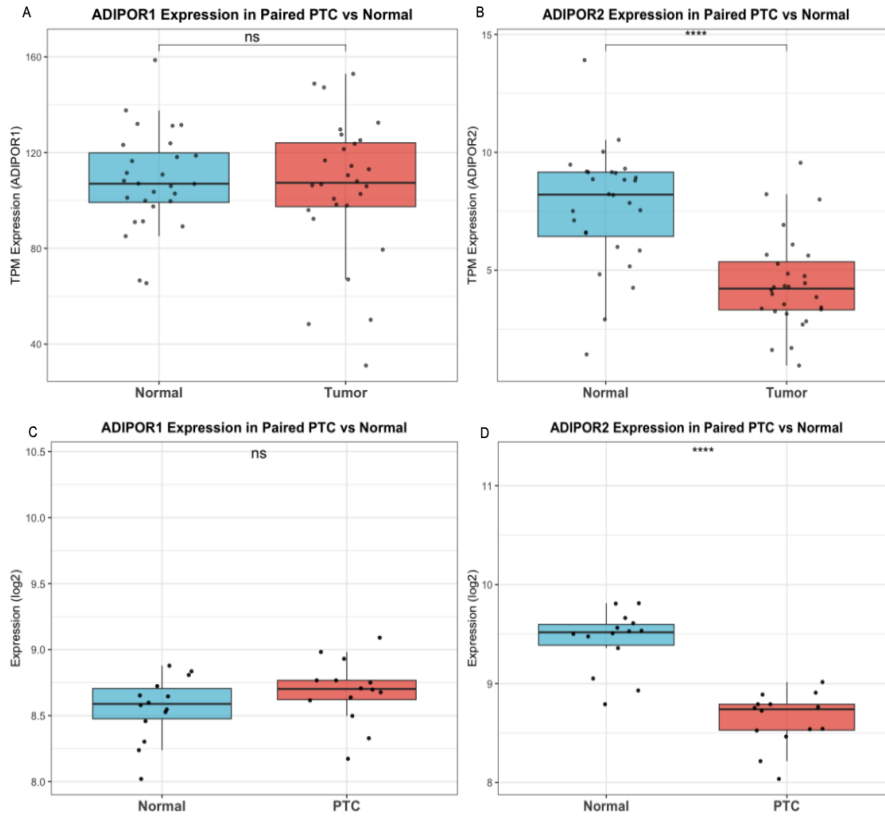 A
ADIPOR1 Expression in Paired PTC vs Normal
ns
TPM Expression (ADIPOR1)
160
120
80
40
Normal
Tumor
B
ADIPOR2 Expression in Paired PTC vs Normal
****
TPM Expression (ADIPOR2)
15
10
5
Normal
Tumor
C
ADIPOR1 Expression in Paired PTC vs Normal
ns
Expression (log2)
10.5
10.0
9.5
9.0
8.5
8.0
Normal
PTC
D
ADIPOR2 Expression in Paired PTC vs Normal
****
Expression (log2)
11
10
9
8
Normal
PTC